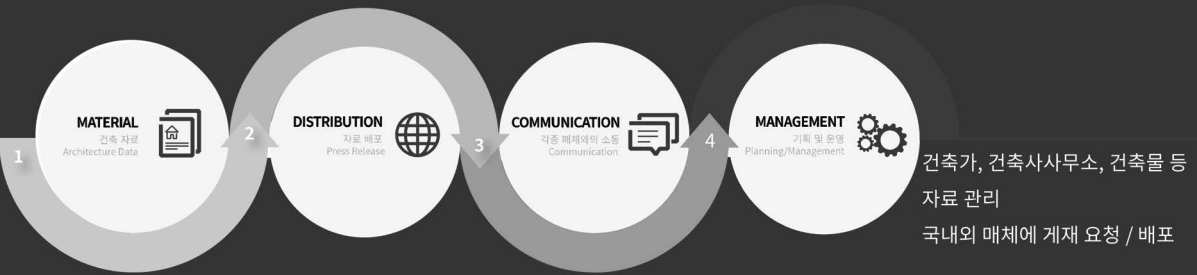 1
MATERIAL
건축 자료
Architecture Data
2
DISTRIBUTION
자료 배포
Press Release
3
COMMUNICATION
각종 매체와의 소통
Communication
4
MANAGEMENT
기획 및 운영
Planning/Management
건축가, 건축사사무소, 건축물 등
자료 관리
국내외 매체에 게재 요청 / 배포